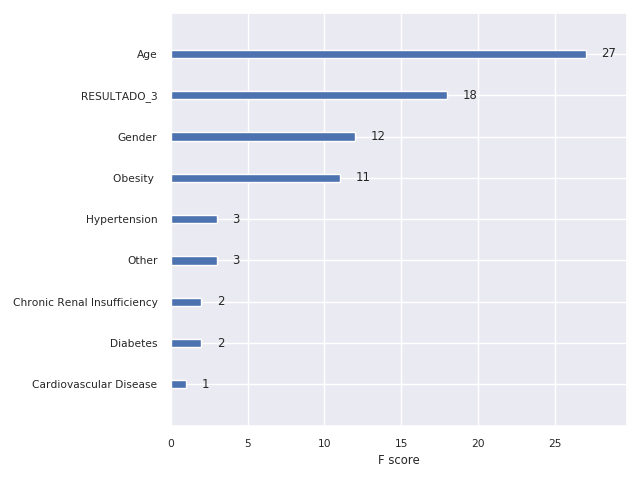 Age 27
RESULTADO_3 18
Gender 12
Obesity 11
Hypertension 3
Other 3
Chronic Renal Insufficiency 2
Diabetes 2
Cardiovascular Disease 1
0 5 10 15 20 25
F score